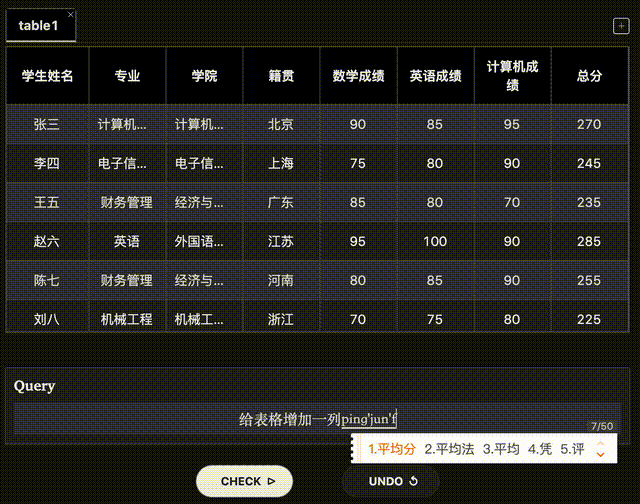 table1
学生姓名 专业 学院 籍贯 数学成绩 英语成绩 计算机成绩 总分
张三 计算机... 计算机... 北京 90 85 95 270
李四 电子信... 电子信... 上海 75 80 90 245
王五 财务管理 经济与... 广东 85 80 70 235
赵六 英语 外国语... 江苏 95 100 90 285
陈七 财务管理 经济与... 河南 80 85 90 255
刘八 机械工程 机械工... 浙江 70 75 80 225
Query
给表格增加一列ping'jun'f
7/50
1.平均分 2.平均法 3.平均 4.凭 5.评
CHECK UNDO